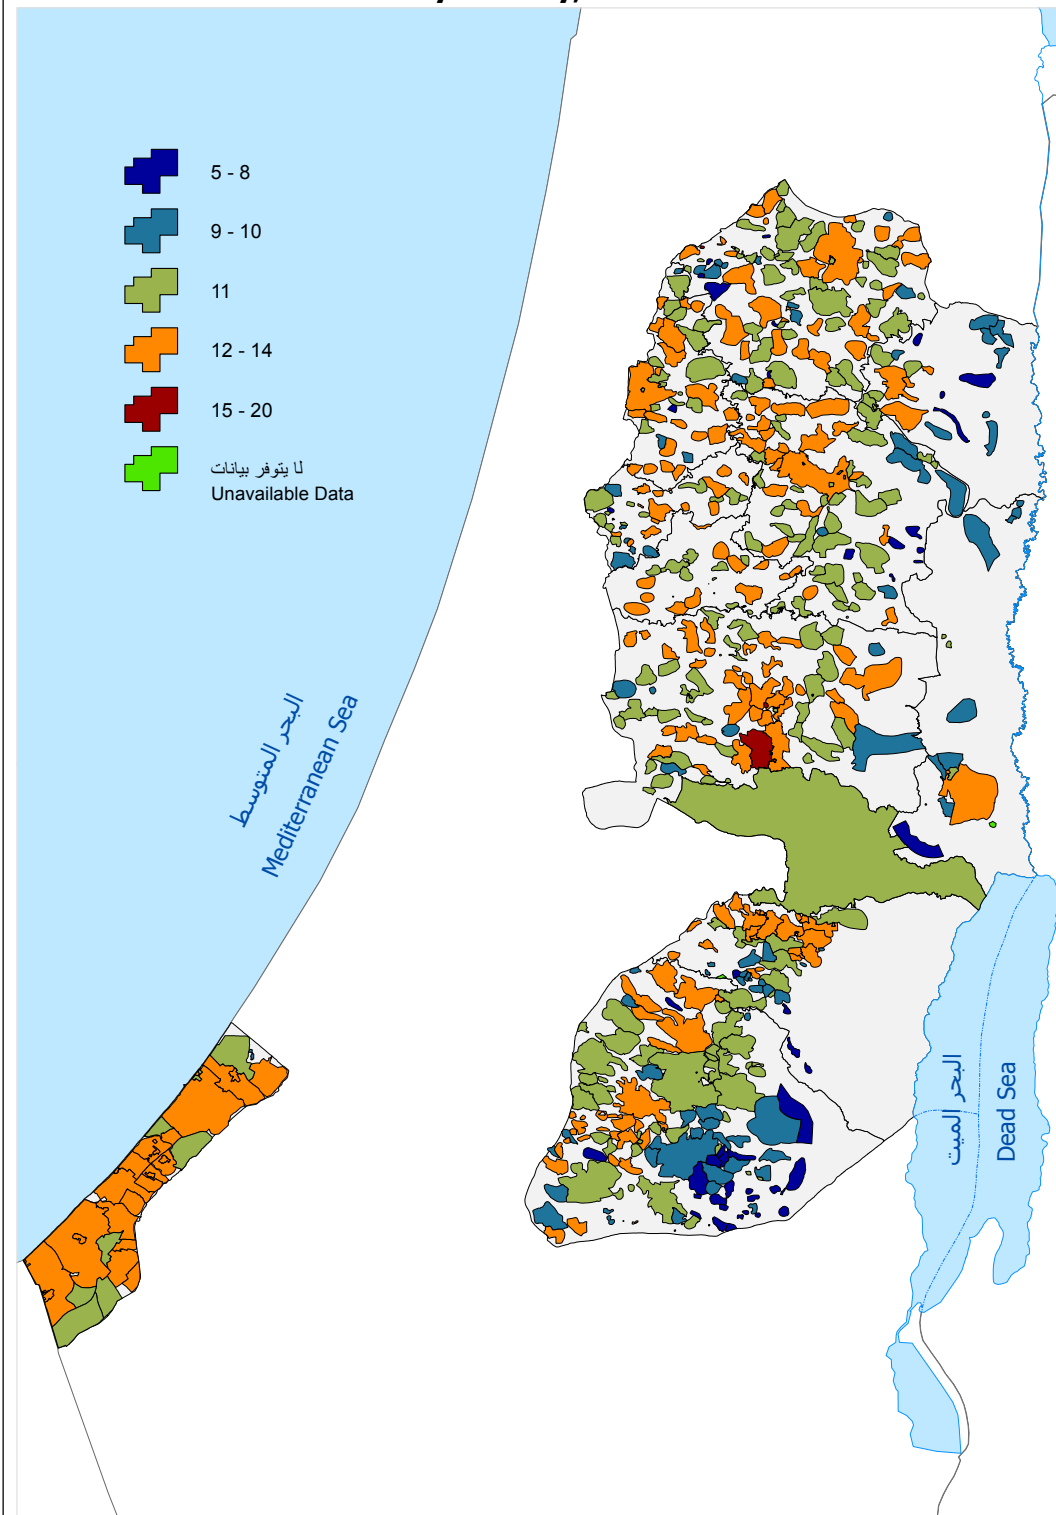 5 - 8
9 - 10
11
12 - 14
15 - 20
لا يتوفر بيانات
Unavailable Data
البحر المتوسط
Mediterranean Sea
البحر الميت
Dead Sea